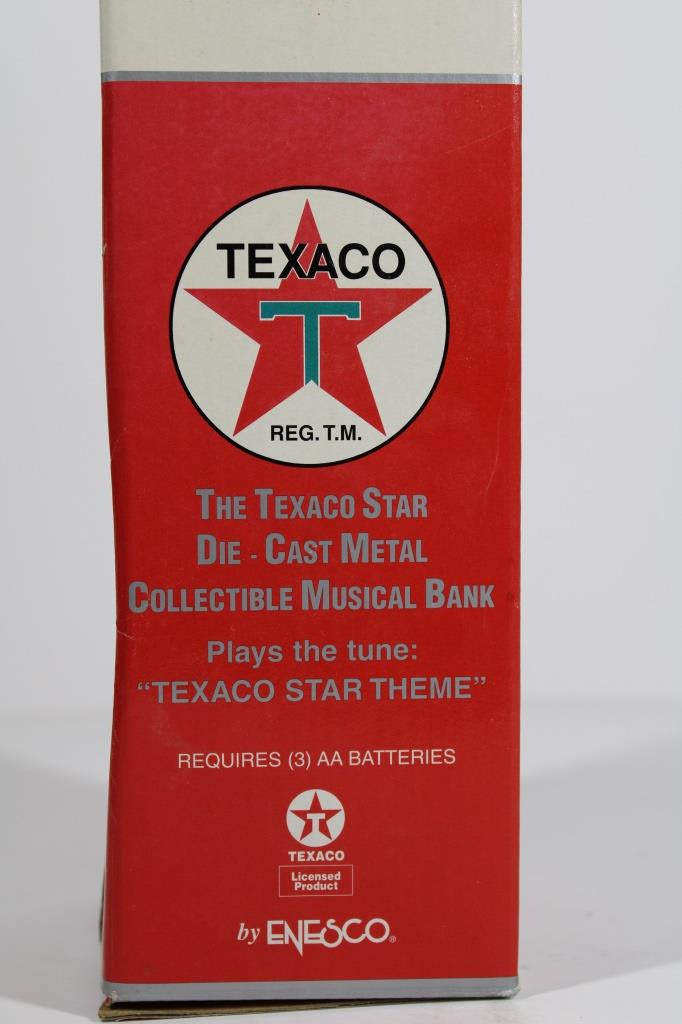 TEXACO
T
REG. T.M.
THE TEXACO STAR
DIE - CAST METAL
COLLECTIBLE MUSICAL BANK
Plays the tune:
“TEXACO STAR THEME”
REQUIRES (3) AA BATTERIES
T
TEXACO
Licensed
Product
by ENESCO®